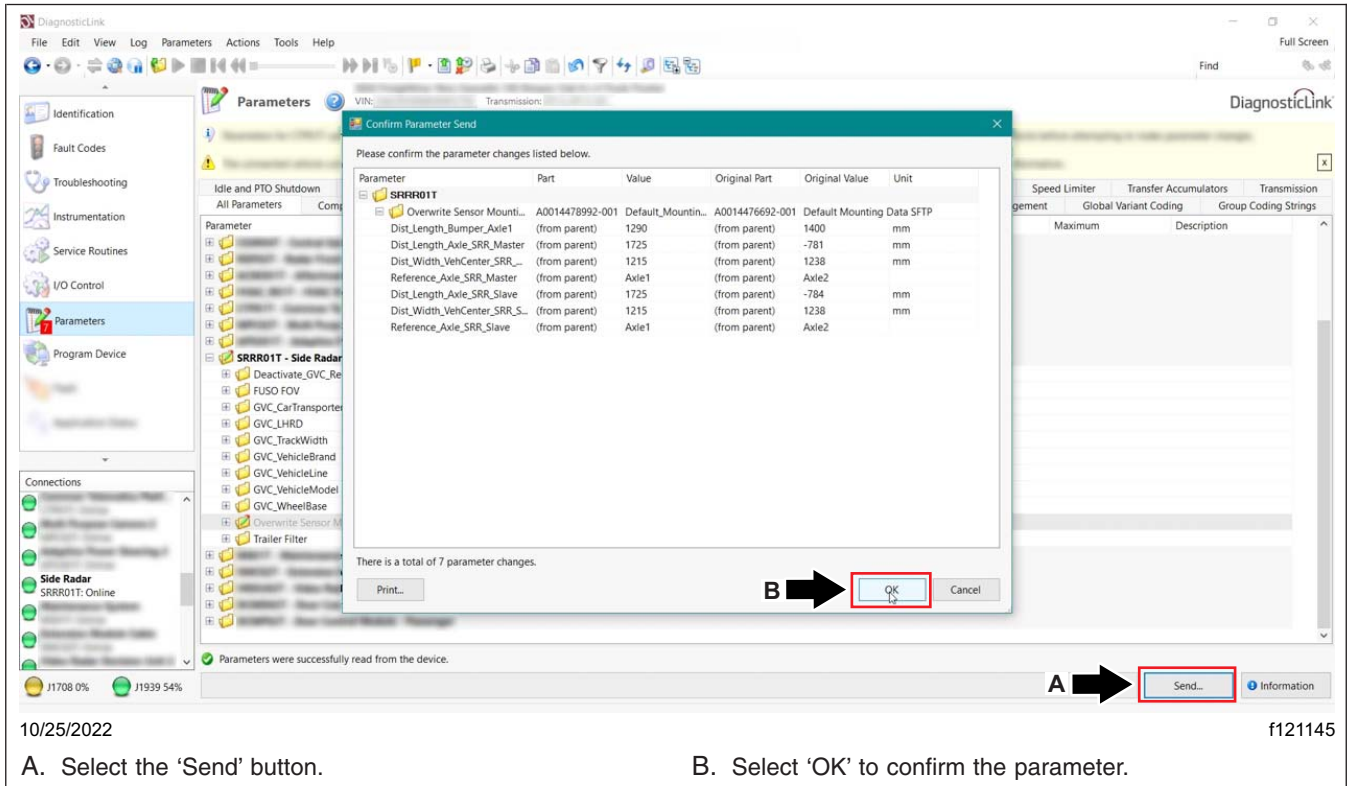 DiagnosticLink
File Edit View Log Parameters Actions Tools Help
Full Screen
Find
Identification
Fault Codes
Troubleshooting
Instrumentation
Service Routines
I/O Control
7
Parameters
Program Device
Connections
Side Radar
SRRR01T: Online
J1708 0% J1939 54%
Parameters
VIN: Transmission:
DiagnosticLink
x
Idle and PTO Shutdown
Speed Limiter Transfer Accumulators Transmission
All Parameters Comp
gement Global Variant Coding Group Coding Strings
Parameter
Maximum Description
SRRR01T - Side Radar
Deactivate_GVC_Re
FUSO FOV
GVC_CarTransporter
GVC_LHRD
GVC_TrackWidth
GVC_VehicleBrand
GVC_VehicleLine
GVC_VehicleModel
GVC_WheelBase
Overwrite Sensor M
Trailer Filter
Confirm Parameter Send
Please confirm the parameter changes listed below.
Parameter Part Value Original Part Original Value Unit
SRRR01T
Overwrite Sensor Mounti... A0014478992-001 Default_Mountin... A0014476692-001 Default Mounting Data SFTP
Dist_Length_Bumper_Axle1 (from parent) 1290 (from parent) 1400 mm
Dist_Length_Axle_SRR_Master (from parent) 1725 (from parent) -781 mm
Dist_Width_VehCenter_SRR_... (from parent) 1215 (from parent) 1238 mm
Reference_Axle_SRR_Master (from parent) Axle1 (from parent) Axle2
Dist_Length_Axle_SRR_Slave (from parent) 1725 (from parent) -784 mm
Dist_Width_VehCenter_SRR_S... (from parent) 1215 (from parent) 1238 mm
Reference_Axle_SRR_Slave (from parent) Axle1 (from parent) Axle2
There is a total of 7 parameter changes.
Print... B OK Cancel
Parameters were successfully read from the device.
A Send... Information
10/25/2022
f121145
A. Select the ‘Send’ button.
B. Select ‘OK’ to confirm the parameter.